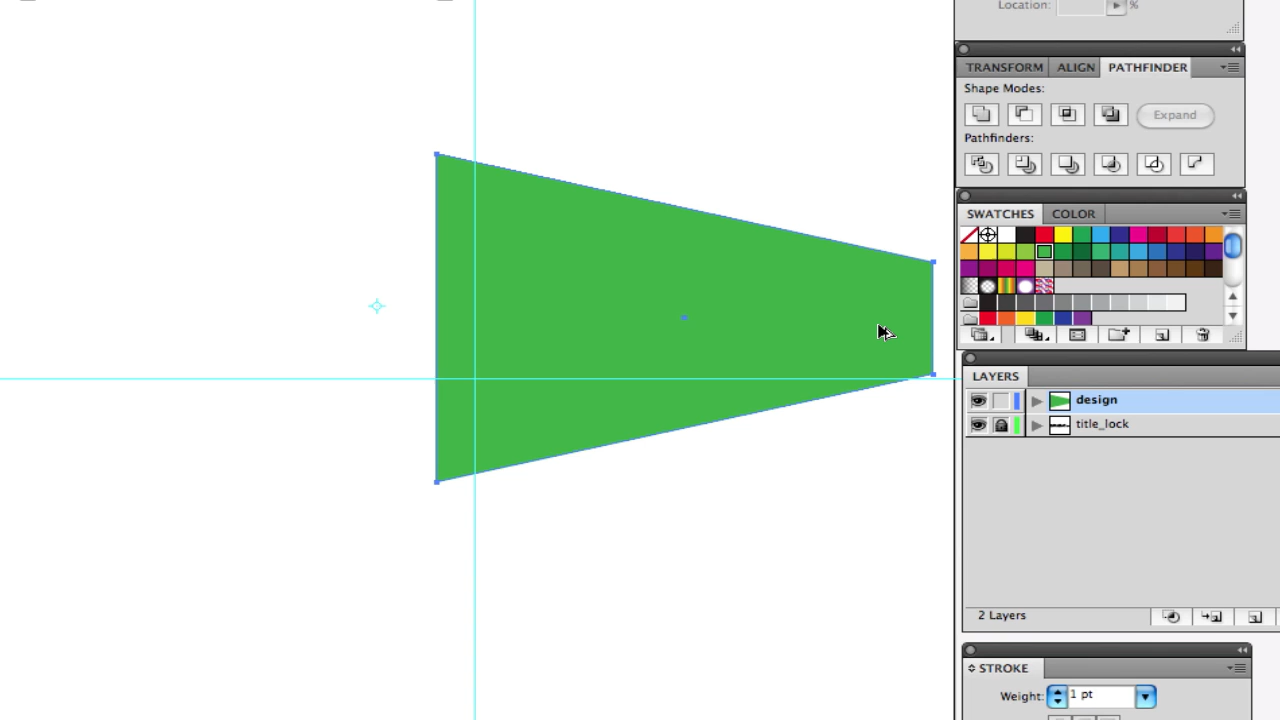 Location: %
TRANSFORM ALIGN PATHFINDER
Shape Modes:
Expand
Pathfinders:
SWATCHES COLOR
LAYERS
design
title_lock
2 Layers
STROKE
Weight: 1 pt